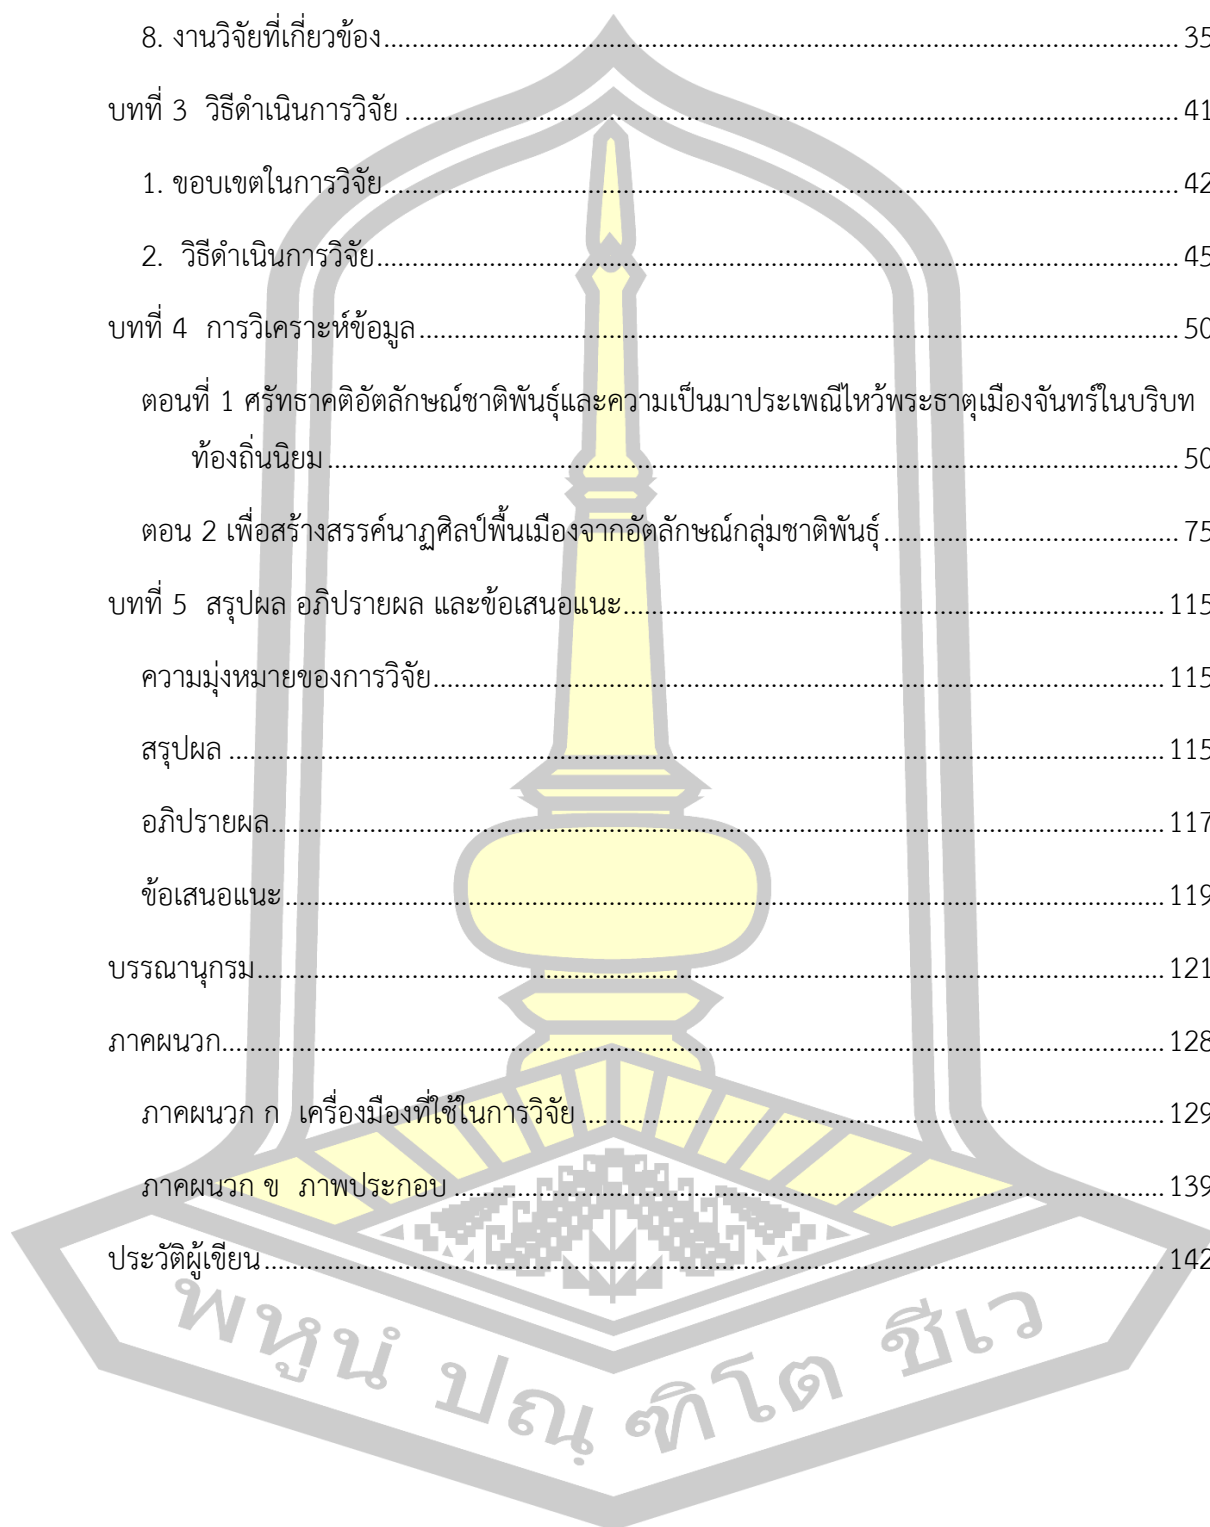 8. งานวิจัยที่เกี่ยวข้อง........................................ 35
บทที่ 3  วิธีดำเนินการวิจัย........................................ 41
1. ขอบเขตในการวิจัย........................................ 42
2.  วิธีดำเนินการวิจัย........................................ 45
บทที่ 4  การวิเคราะห์ข้อมูล........................................ 50
ตอนที่ 1 ศรัทธาคติอัตลักษณ์ชาติพันธุ์และความเป็นมาประเพณีไหว้พระธาตุเมืองจันทร์ในบริบท
ท้องถิ่นนิยม........................................ 50
ตอน 2 เพื่อสร้างสรรค์นาฏศิลป์พื้นเมืองจากอัตลักษณ์กลุ่มชาติพันธุ์........................................ 75
บทที่ 5  สรุปผล อภิปรายผล และข้อเสนอแนะ........................................ 115
ความมุ่งหมายของการวิจัย........................................ 115
สรุปผล........................................ 115
อภิปรายผล........................................ 117
ข้อเสนอแนะ........................................ 119
บรรณานุกรม........................................ 121
ภาคผนวก........................................ 128
ภาคผนวก ก  เครื่องมืองที่ใช้ในการวิจัย........................................ 129
ภาคผนวก ข  ภาพประกอบ........................................ 139
ประวัติผู้เขียน........................................ 142
พหูนํ ปณฺฑิโต ชีเว